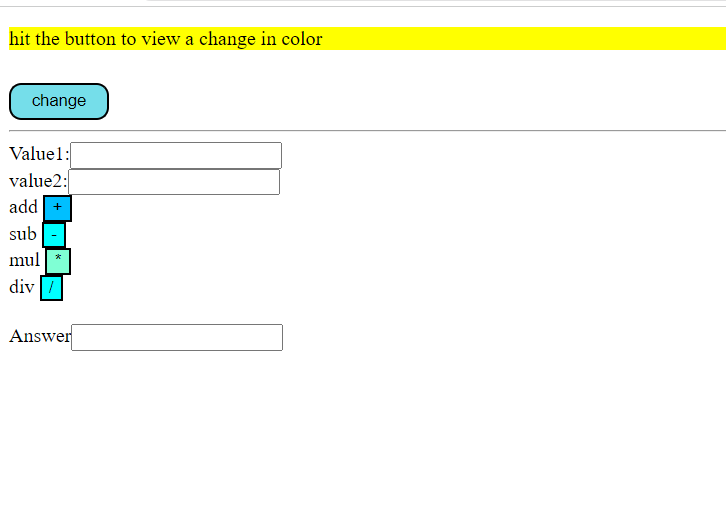 hit the button to view a change in color
change
Value1:
value2:
add +
sub -
mul *
div /
Answer